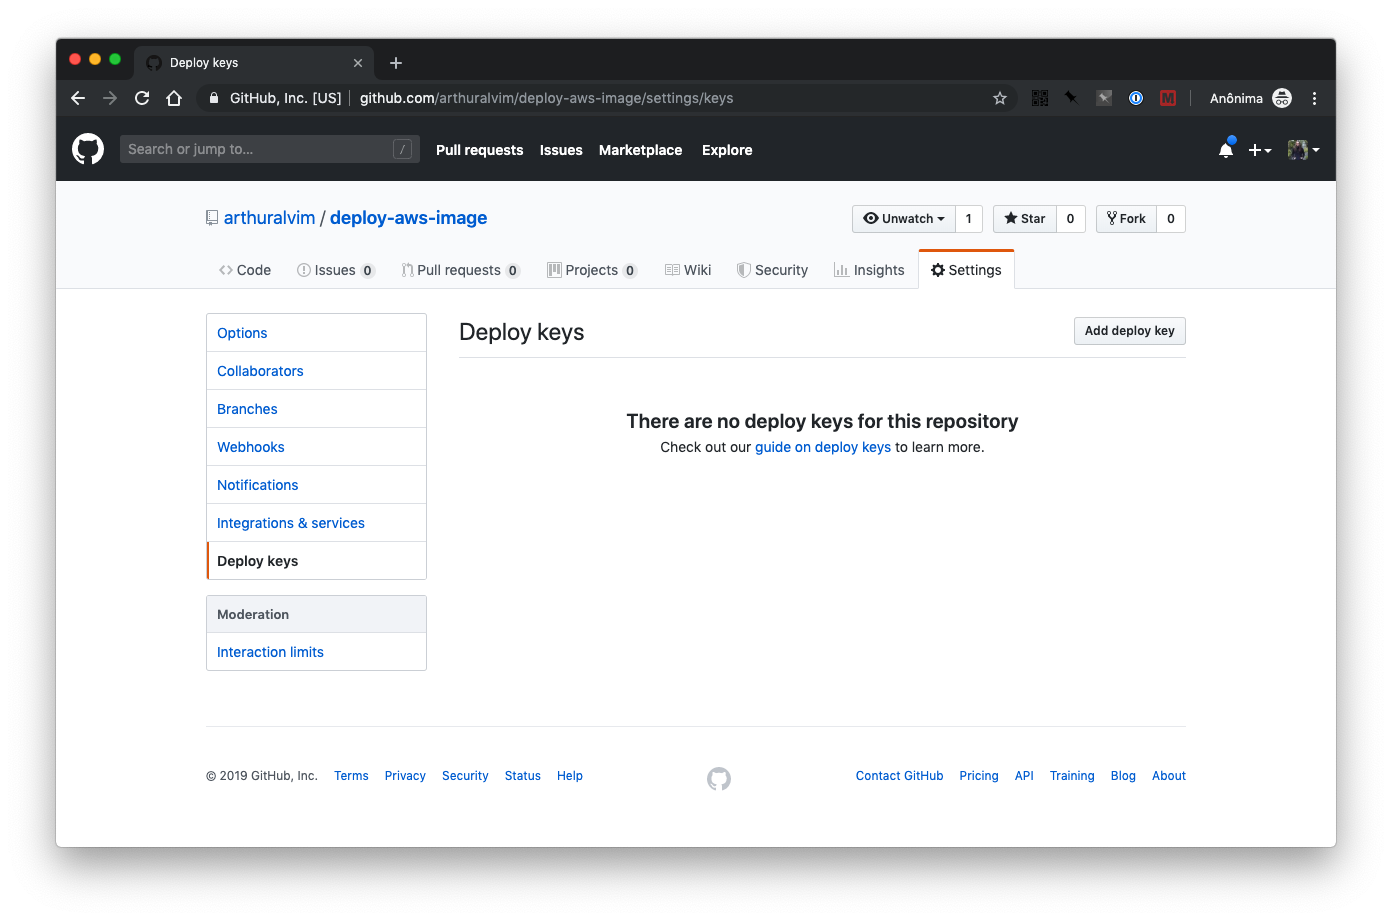 Deploy keys
GitHub, Inc. [US] github.com/arthuralvim/deploy-aws-image/settings/keys Anônima
Search or jump to... / Pull requests Issues Marketplace Explore
arthuralvim / deploy-aws-image Unwatch 1 Star 0 Fork 0
Code Issues 0 Pull requests 0 Projects 0 Wiki Security Insights Settings
Options
Collaborators
Branches
Webhooks
Notifications
Integrations & services
Deploy keys
Moderation
Interaction limits
Deploy keys Add deploy key
There are no deploy keys for this repository
Check out our guide on deploy keys to learn more.
© 2019 GitHub, Inc. Terms Privacy Security Status Help Contact GitHub Pricing API Training Blog About